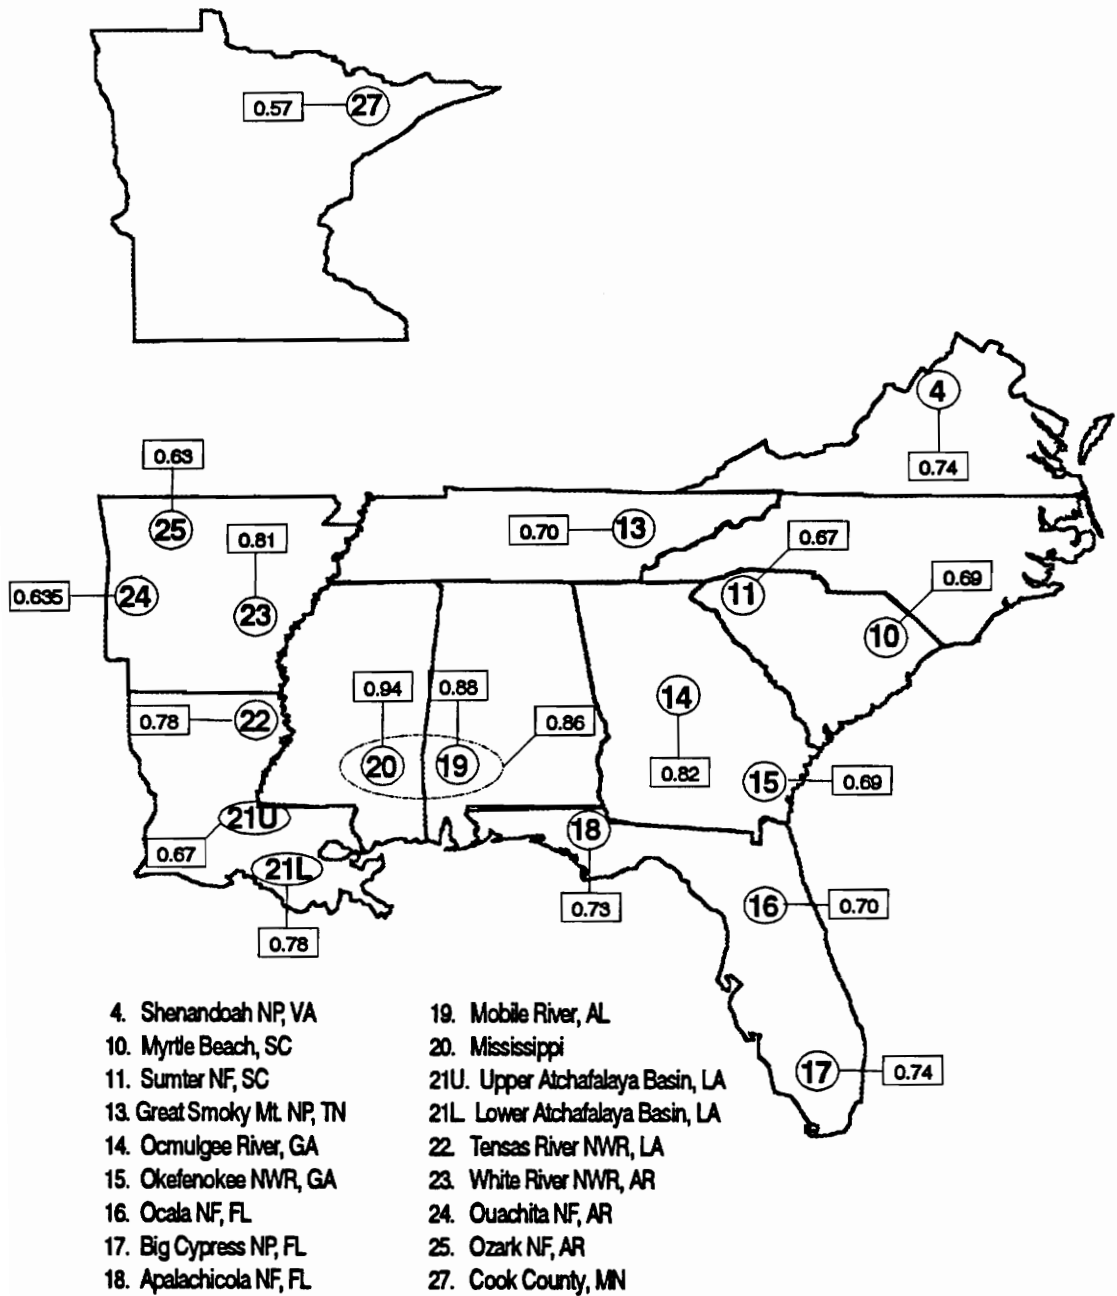 0.57 27
4
0.74
0.63
25
0.81
0.70 13
0.67
0.635 24
23
11
0.69
10
0.94
0.88
14
0.78 22
0.86
20
19
0.82
15 0.69
21U
18
0.67
21L
0.73
16 0.70
0.78
17 0.74
4. Shenandoah NP, VA
10. Myrtle Beach, SC
11. Sumter NF, SC
13. Great Smoky Mt. NP, TN
14. Ocmulgee River, GA
15. Okefenokee NWR, GA
16. Ocala NF, FL
17. Big Cypress NP, FL
18. Apalachicola NF, FL
19. Mobile River, AL
20. Mississippi
21U. Upper Atchafalaya Basin, LA
21L. Lower Atchafalaya Basin, LA
22. Tensas River NWR, LA
23. White River NWR, AR
24. Ouachita NF, AR
25. Ozark NF, AR
27. Cook County, MN